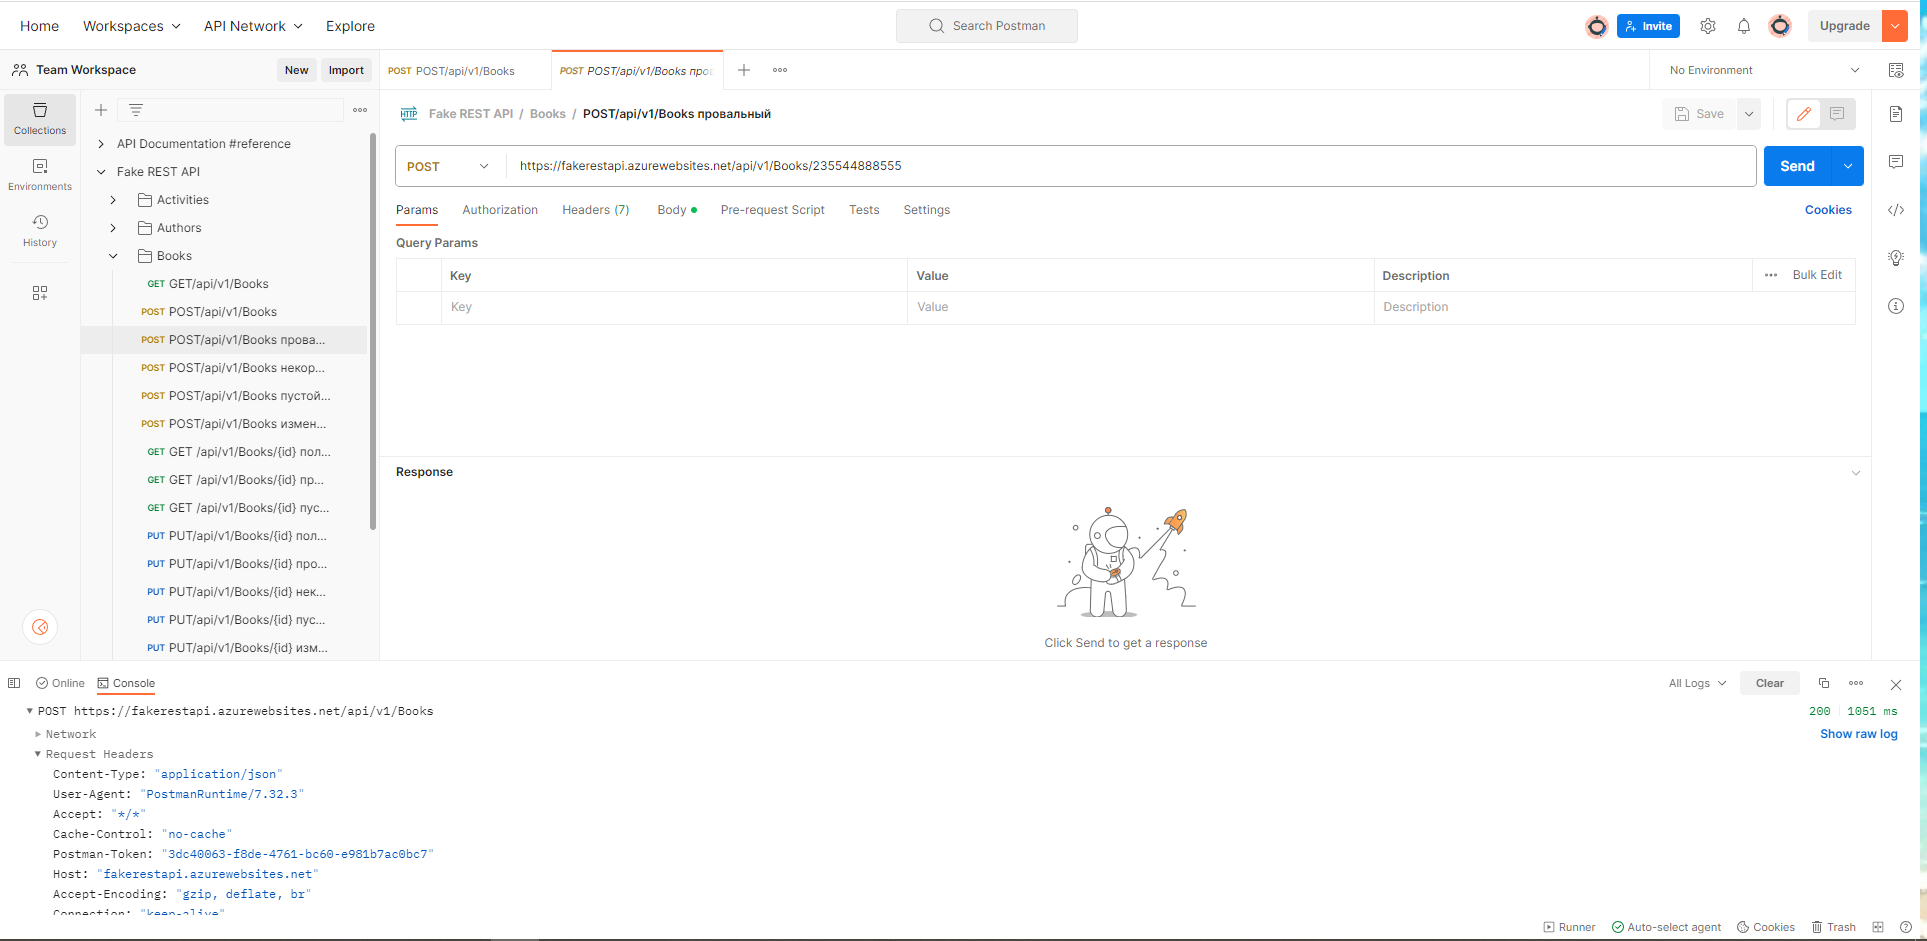 Home Workspaces API Network Explore Search Postman Invite Upgrade
Team Workspace New Import POST POST/api/v1/Books POST POST/api/v1/Books про No Environment
Collections
Environments
History
API Documentation #reference
Fake REST API
Activities
Authors
Books
GET GET/api/v1/Books
POST POST/api/v1/Books
POST POST/api/v1/Books прова...
POST POST/api/v1/Books некор...
POST POST/api/v1/Books пустой...
POST POST/api/v1/Books измен...
GET GET /api/v1/Books/{id} пол...
GET GET /api/v1/Books/{id} пр...
GET GET /api/v1/Books/{id} пус...
PUT PUT/api/v1/Books/{id} пол...
PUT PUT/api/v1/Books/{id} про...
PUT PUT/api/v1/Books/{id} нек...
PUT PUT/api/v1/Books/{id} пус...
PUT PUT/api/v1/Books/{id} изм...
HTTP Fake REST API / Books / POST/api/v1/Books провальный Save
POST https://fakerestapi.azurewebsites.net/api/v1/Books/235544888555 Send
Params Authorization Headers (7) Body Pre-request Script Tests Settings Cookies
Query Params
Key Value Description Bulk Edit
Key Value Description
Response
Click Send to get a response
Online Console All Logs Clear
POST https://fakerestapi.azurewebsites.net/api/v1/Books 200 1051 ms
Network Show raw log
Request Headers
Content-Type: "application/json"
User-Agent: "PostmanRuntime/7.32.3"
Accept: "*/*"
Cache-Control: "no-cache"
Postman-Token: "3dc40063-f8de-4761-bc60-e981b7ac0bc7"
Host: "fakerestapi.azurewebsites.net"
Accept-Encoding: "gzip, deflate, br"
Connection: "keep-alive"
Runner Auto-select agent Cookies Trash